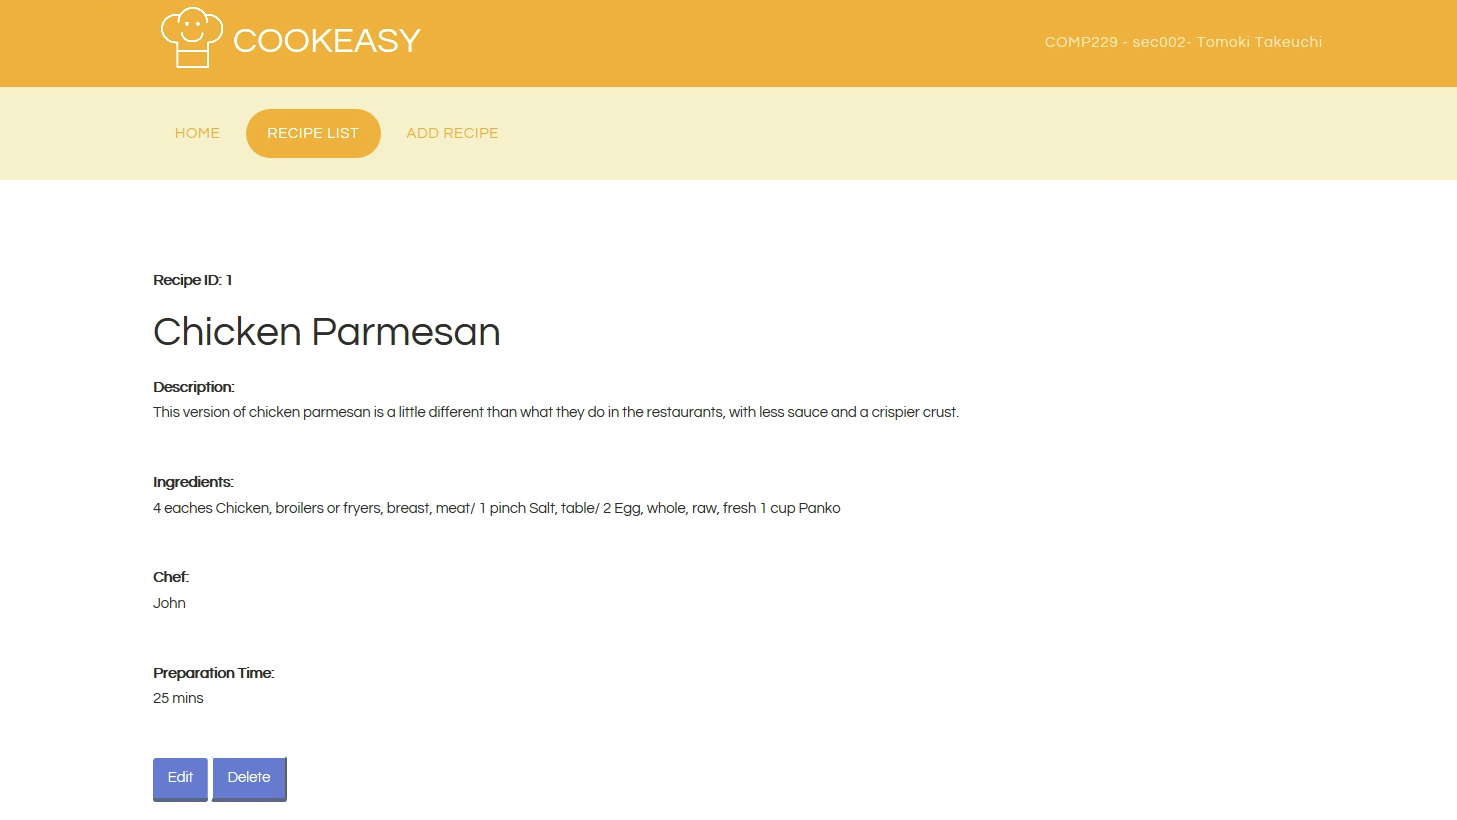 COOKEASY
COMP229 - sec002- Tomoki Takeuchi
HOME
RECIPE LIST
ADD RECIPE
Recipe ID: 1
Chicken Parmesan
Description:
This version of chicken parmesan is a little different than what they do in the restaurants, with less sauce and a crispier crust.
Ingredients:
4 eaches Chicken, broilers or fryers, breast, meat/ 1 pinch Salt, table/ 2 Egg, whole, raw, fresh 1 cup Panko
Chef:
John
Preparation Time:
25 mins
Edit
Delete